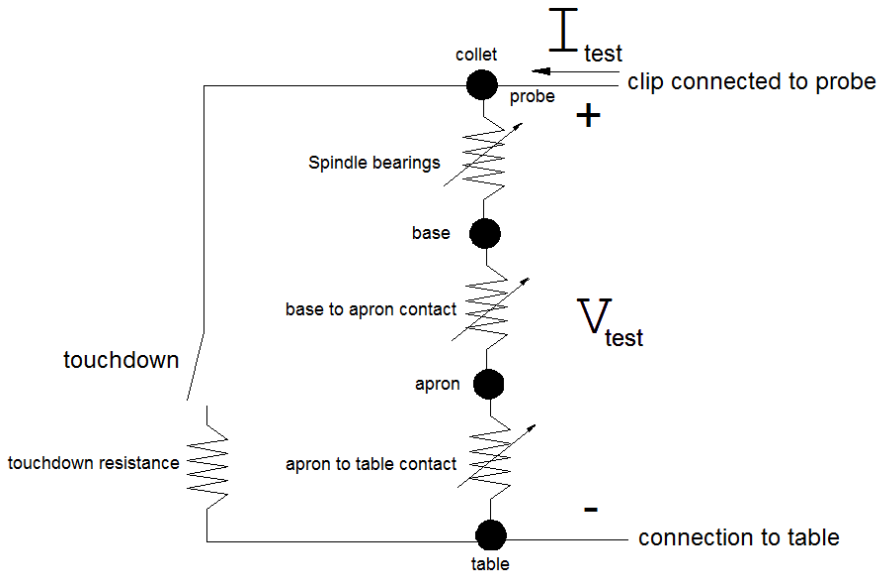 I test
collet
clip connected to probe
probe
+
Spindle bearings
base
base to apron contact
V test
touchdown
apron
touchdown resistance
apron to table contact
-
connection to table
table